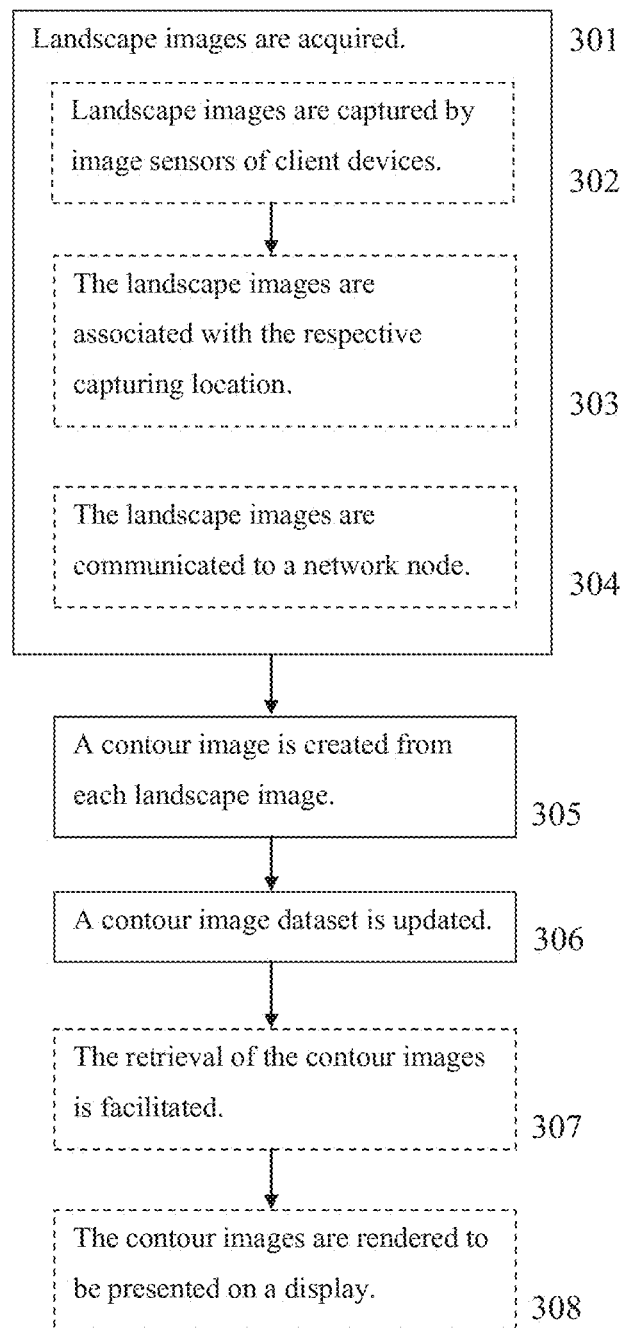 Landscape images are acquired. 301
Landscape images are captured by
image sensors of client devices. 302
The landscape images are
associated with the respective
capturing location. 303
The landscape images are
communicated to a network node. 304
A contour image is created from
each landscape image. 305
A contour image dataset is updated. 306
The retrieval of the contour images
is facilitated. 307
The contour images are rendered to
be presented on a display. 308